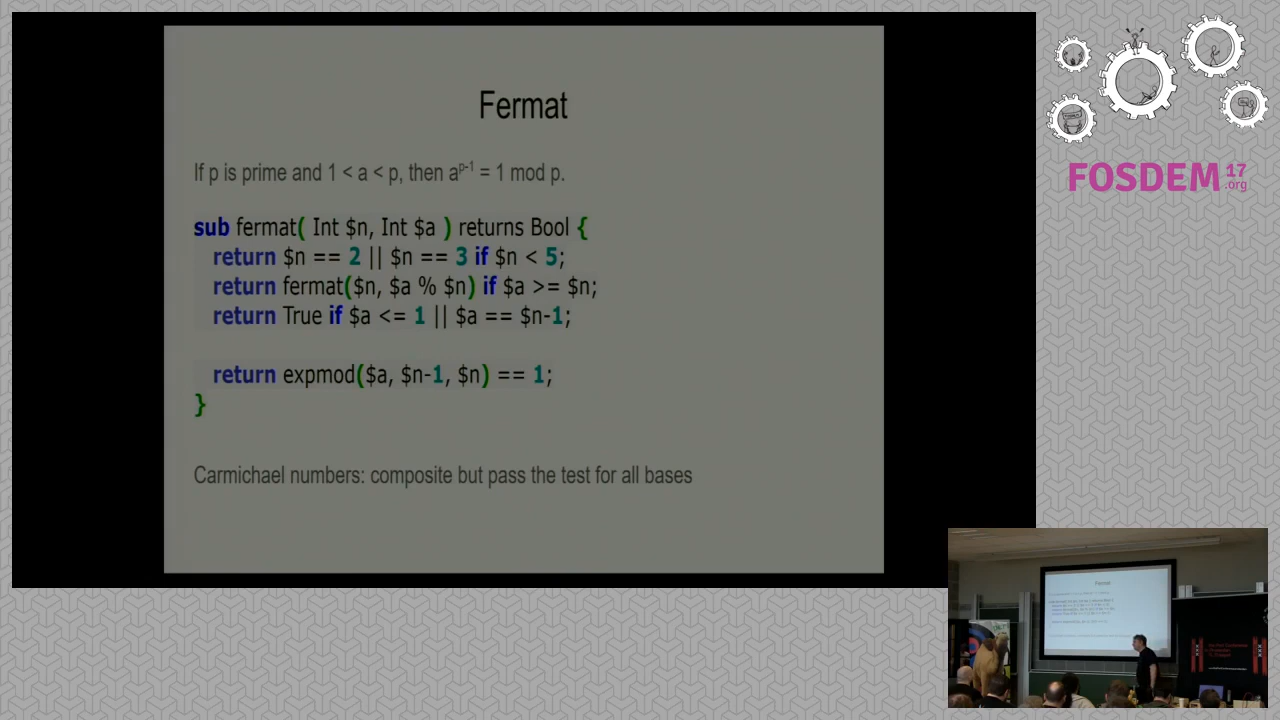 Fermat
If p is prime and 1 < a < p, then a^p-1 = 1 mod p.
sub fermat( Int $n, Int $a ) returns Bool {
return $n == 2 || $n == 3 if $n < 5;
return fermat($n, $a % $n) if $a >= $n;
return True if $a <= 1 || $a == $n-1;
return expmod($a, $n-1, $n) == 1;
}
Carmichael numbers: composite but pass the test for all bases
FOSDEM 17
.org
Fermat